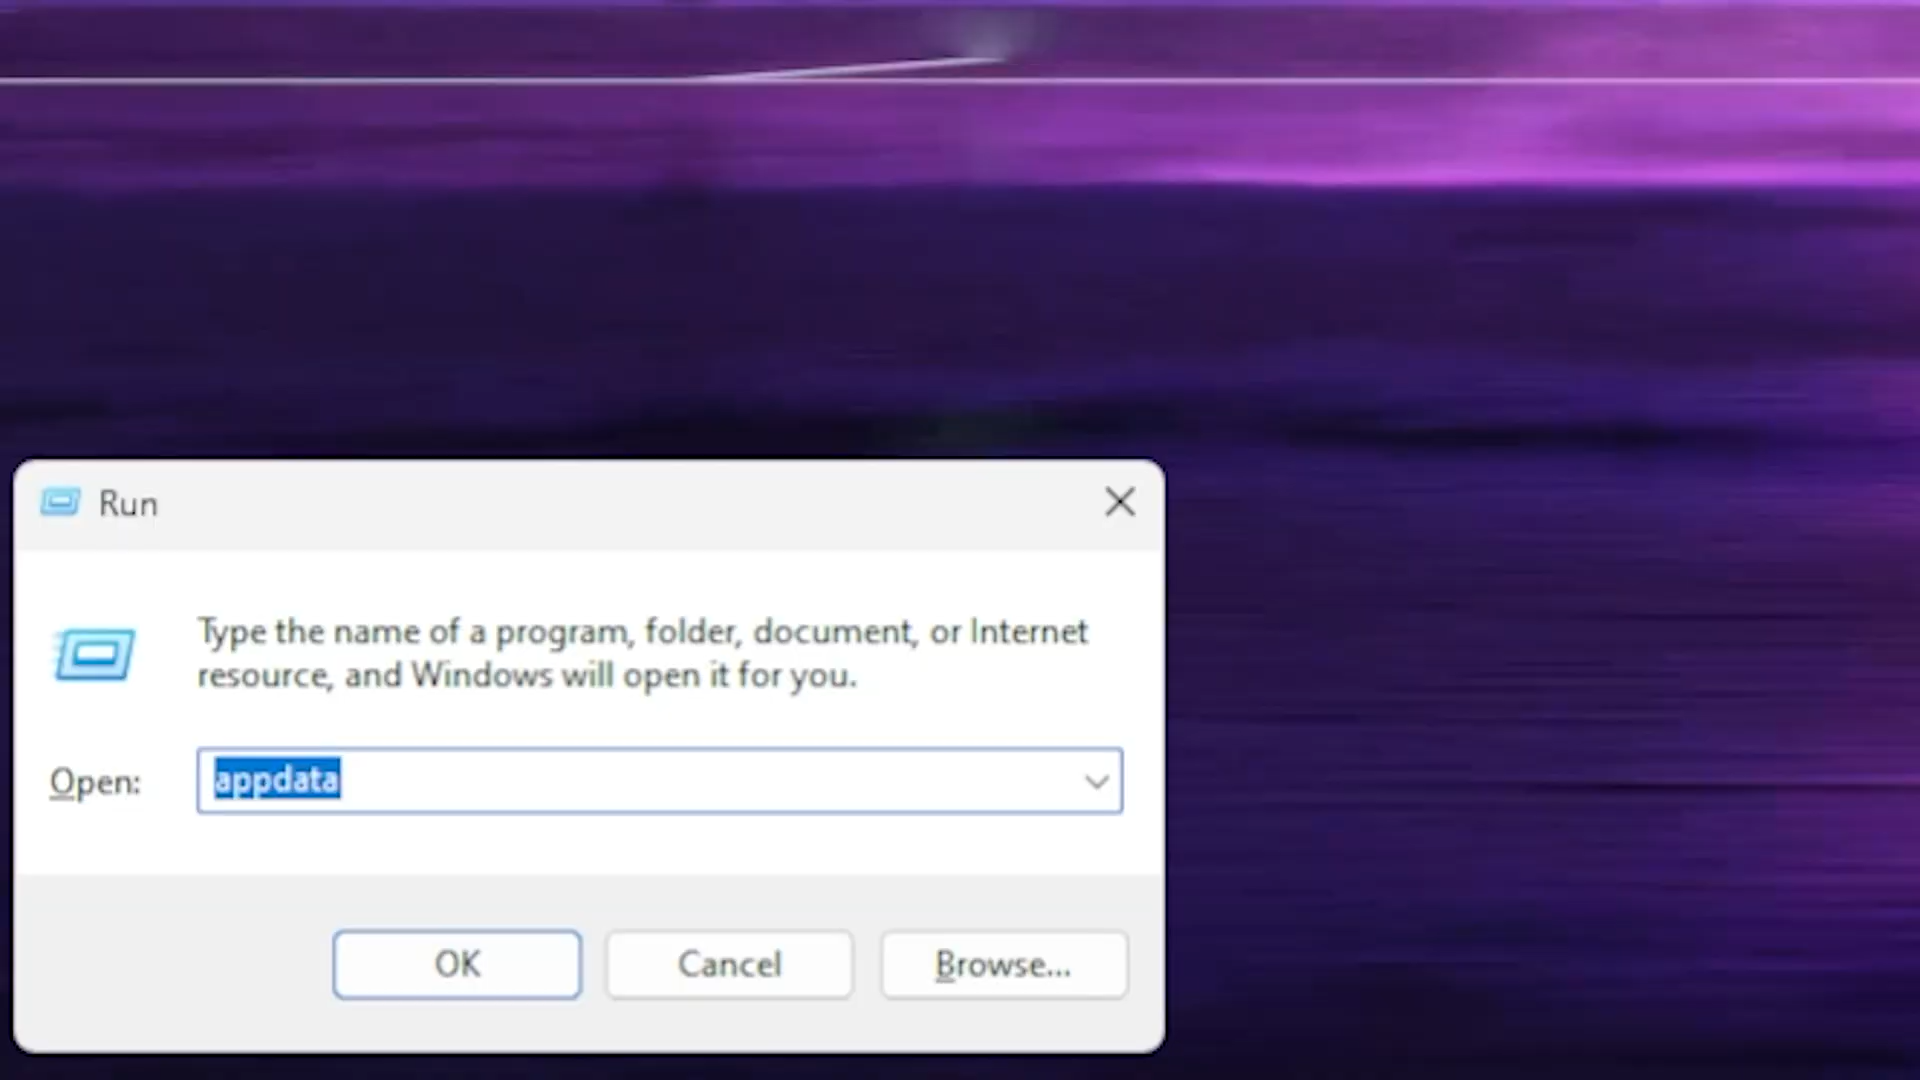 Run
Type the name of a program, folder, document, or Internet
resource, and Windows will open it for you.
Open:
appdata
OK
Cancel
Browse...